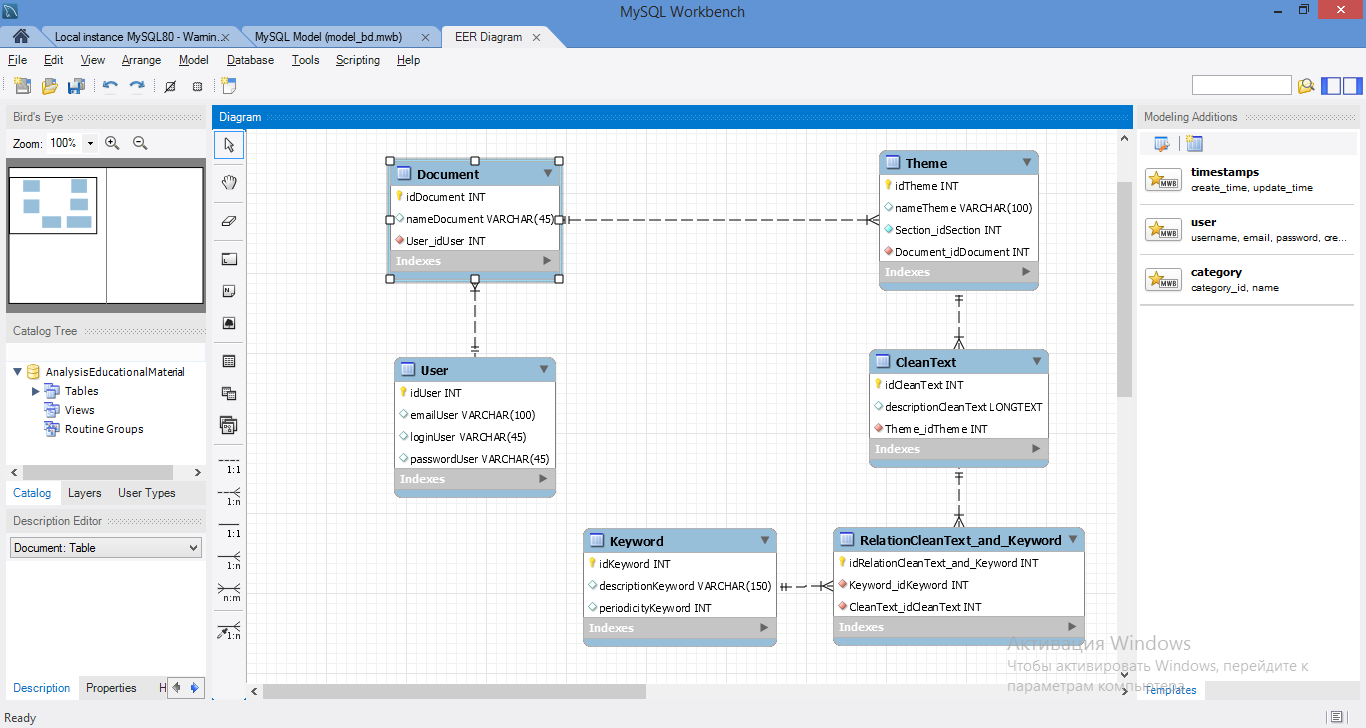 MySQL Workbench
Local instance MySQL80 - Warnin...
MySQL Model (model_bd.mwb)
EER Diagram
File Edit View Arrange Model Database Tools Scripting Help
Bird's Eye
Zoom: 100%
Catalog Tree
AnalysisEducationalMaterial
Tables
Views
Routine Groups
Catalog Layers User Types
Description Editor
Document: Table
Description Properties H
Ready
Diagram
1:1
1:n
1:1
1:n
n:m
1:n
Document
idDocument INT
nameDocument VARCHAR(45)
User_idUser INT
Indexes
Theme
idTheme INT
nameTheme VARCHAR(100)
Section_idSection INT
Document_idDocument INT
Indexes
User
idUser INT
emailUser VARCHAR(100)
loginUser VARCHAR(45)
passwordUser VARCHAR(45)
Indexes
CleanText
idCleanText INT
descriptionCleanText LONGTEXT
Theme_idTheme INT
Indexes
Keyword
idKeyword INT
descriptionKeyword VARCHAR(150)
periodicityKeyword INT
Indexes
RelationCleanText_and_Keyword
idRelationCleanText_and_Keyword INT
Keyword_idKeyword INT
CleanText_idCleanText INT
Indexes
Modeling Additions
MWB
timestamps
create_time, update_time
MWB
user
username, email, password, cre...
MWB
category
category_id, name
Активация Windows
Чтобы активировать Windows, перейдите к
параметрам компьютера.
Templates